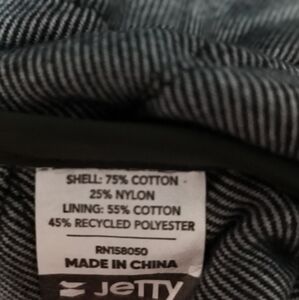 SHELL: 75% COTTON
25% NYLON
LINING: 55% COTTON
45% RECYCLED POLYESTER
RN158050
MADE IN CHINA
Jetty